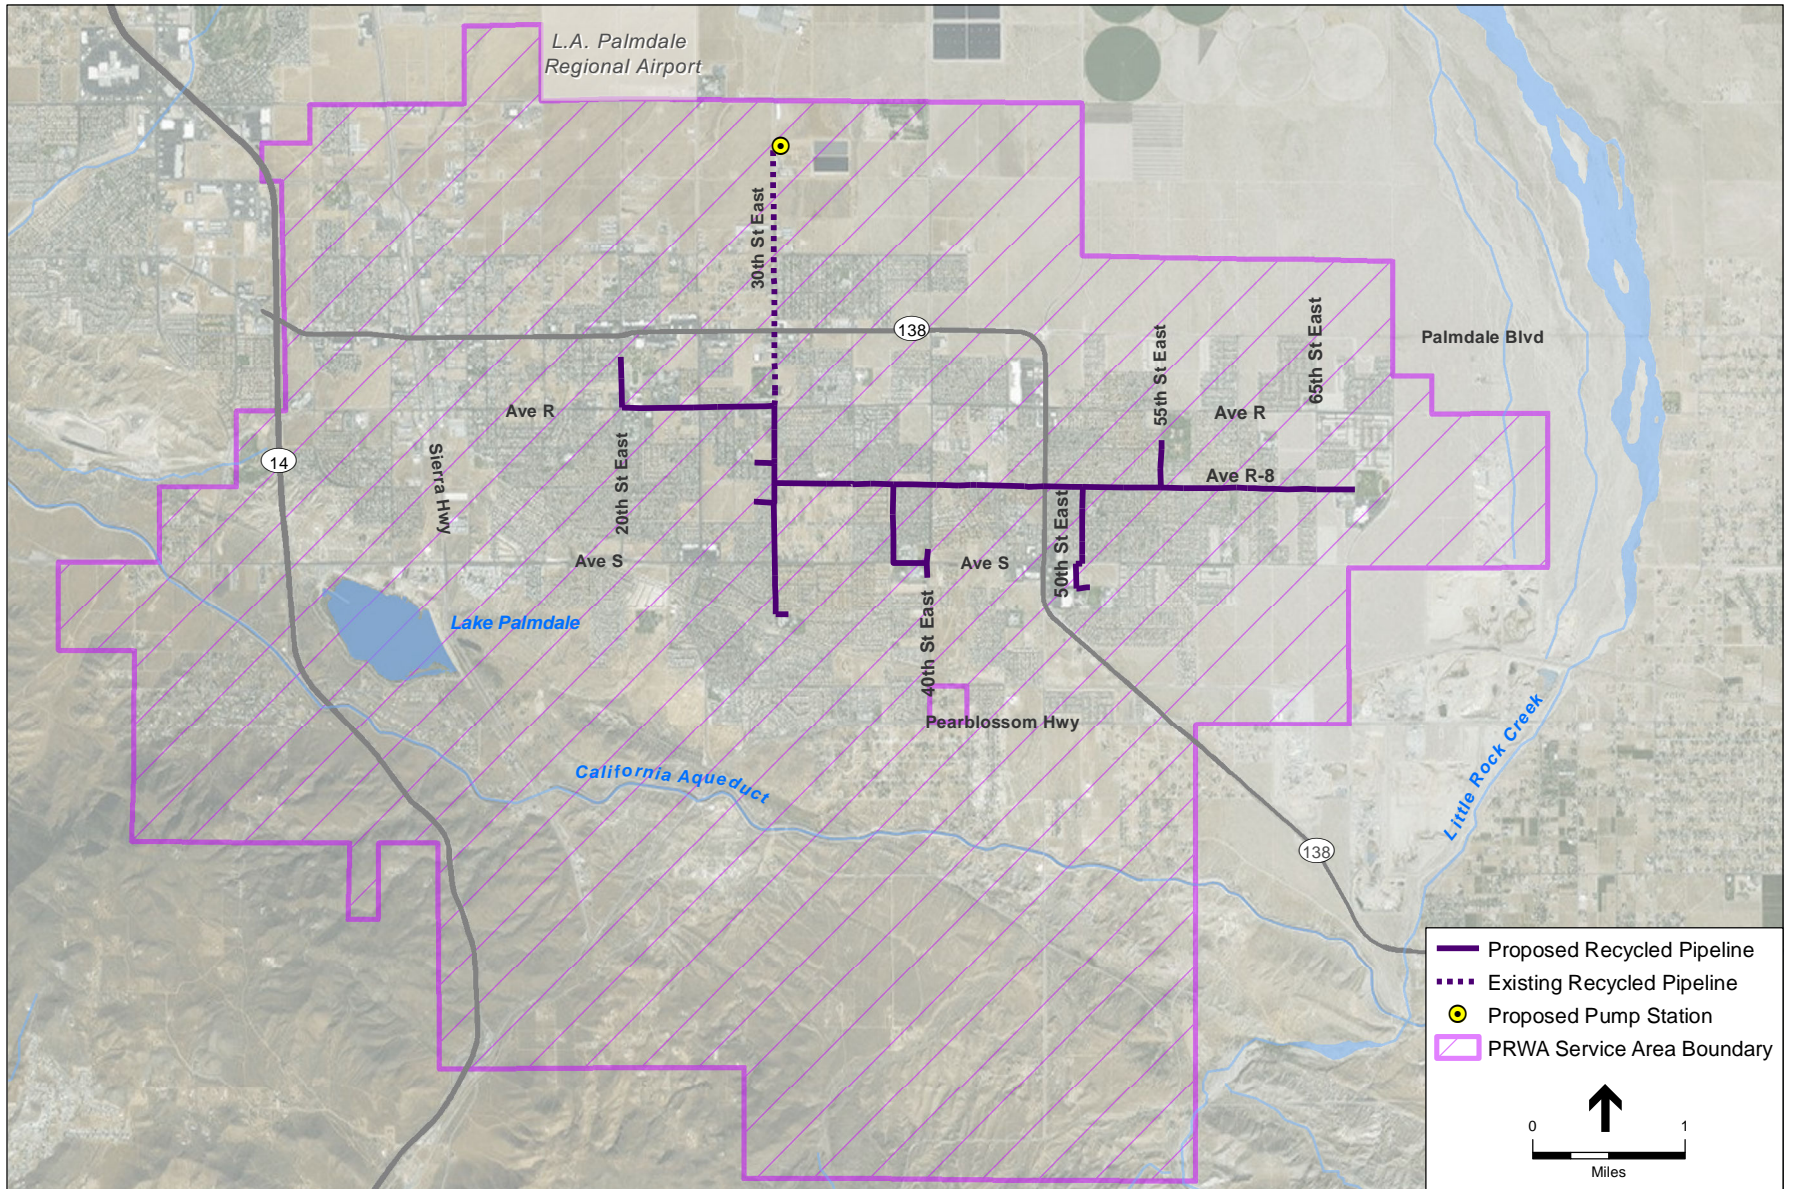 L.A. Palmdale
Regional Airport
30th St East
138
Palmdale Blvd
65th St East
55th St East
Ave R
Ave R
14
Sierra Hwy
20th St East
Ave R-8
50th St East
Ave S
Ave S
Lake Palmdale
40th St East
Pearblossom Hwy
California Aqueduct
Little Rock Creek
138
Proposed Recycled Pipeline
Existing Recycled Pipeline
Proposed Pump Station
PRWA Service Area Boundary
0 1
Miles